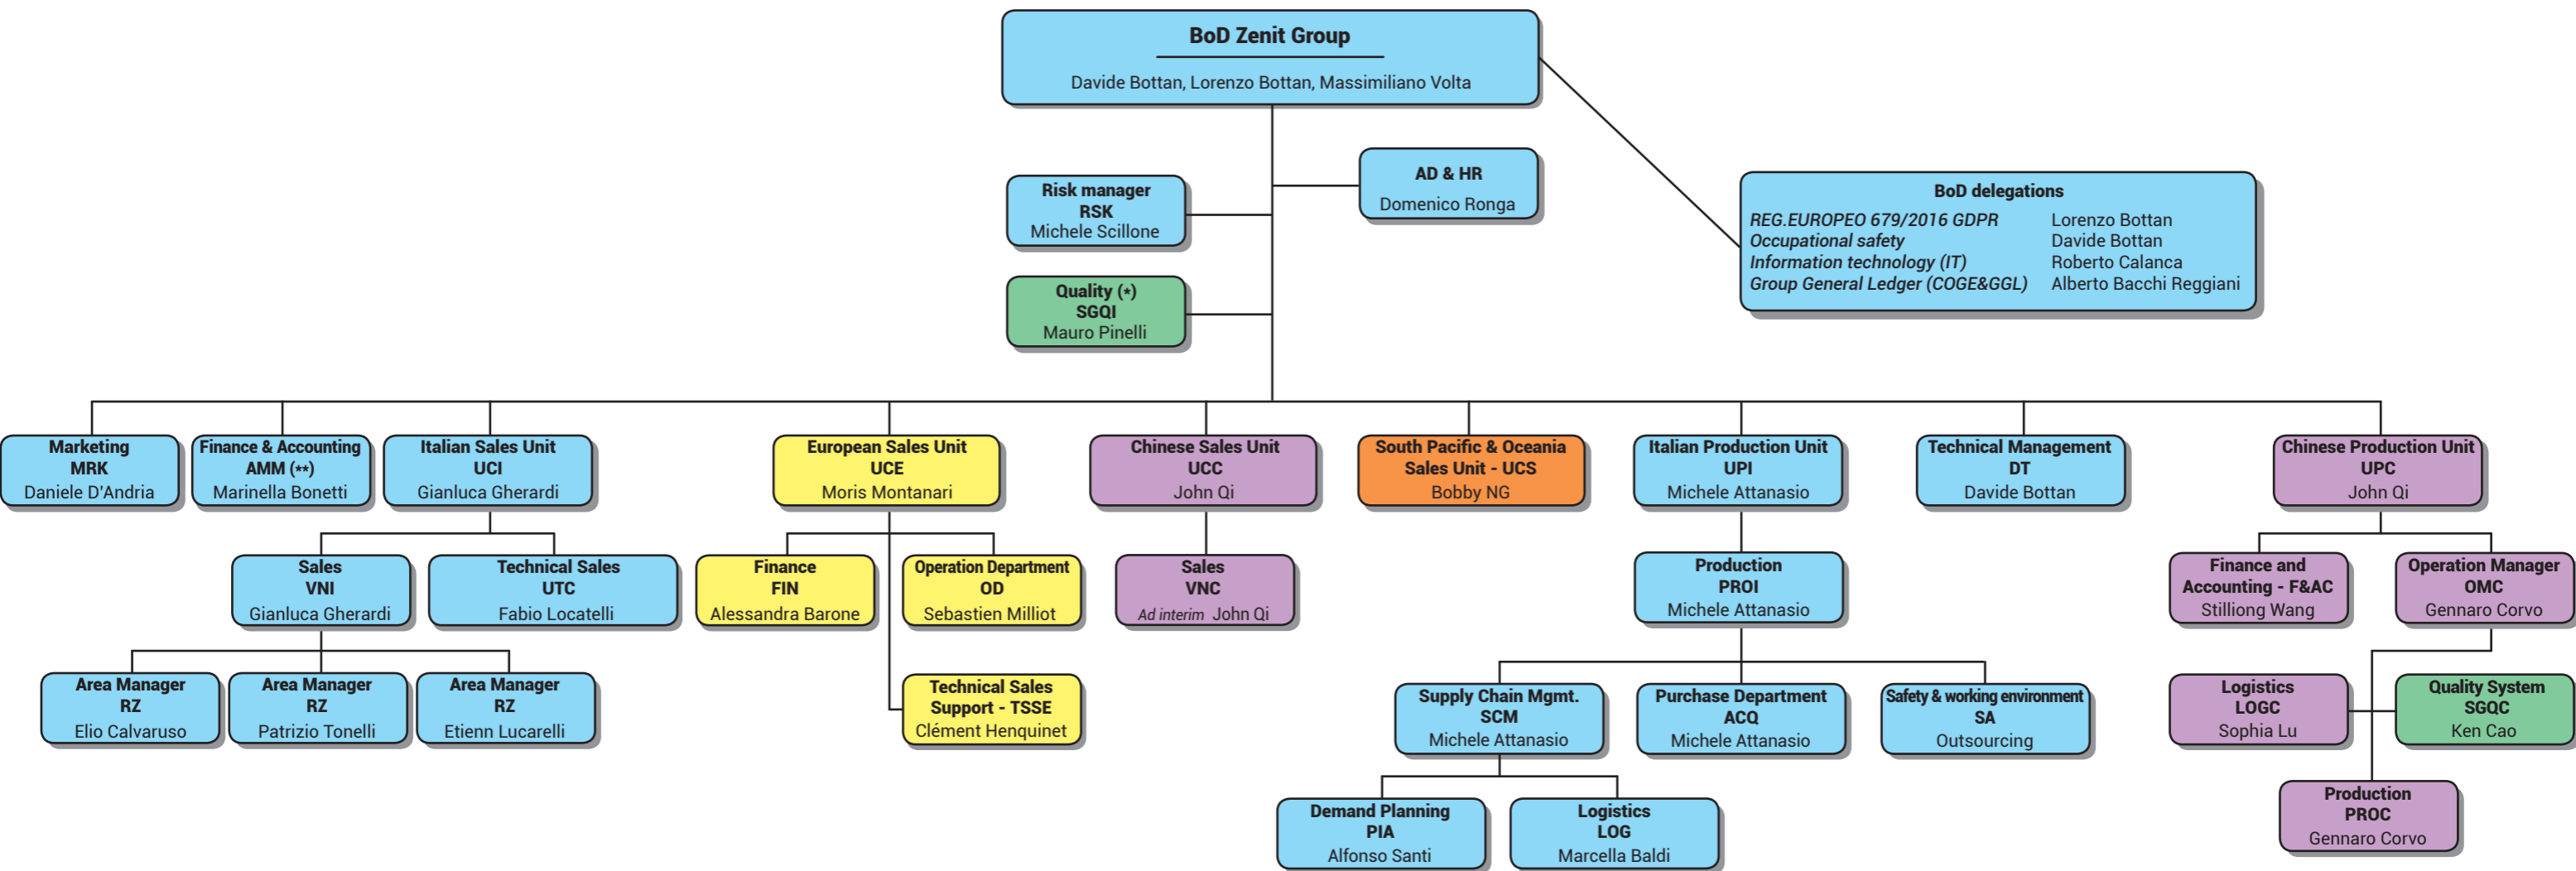 BoD Zenit Group
Davide Bottan, Lorenzo Bottan, Massimiliano Volta
AD & HR
Domenico Ronga
Risk manager
RSK
Michele Scillone
BoD delegations
REG.EUROPEO 679/2016 GDPR Lorenzo Bottan
Occupational safety Davide Bottan
Information technology (IT) Roberto Calanca
Group General Ledger (COGE&GGL) Alberto Bacchi Reggiani
Quality (*)
SGQI
Mauro Pinelli
Marketing
MRK
Daniele D'Andria
Finance & Accounting
AMM (**)
Marinella Bonetti
Italian Sales Unit
UCI
Gianluca Gherardi
European Sales Unit
UCE
Moris Montanari
Chinese Sales Unit
UCC
John Qi
South Pacific & Oceania
Sales Unit - UCS
Bobby NG
Italian Production Unit
UPI
Michele Attanasio
Technical Management
DT
Davide Bottan
Chinese Production Unit
UPC
John Qi
Sales
VNI
Gianluca Gherardi
Technical Sales
UTC
Fabio Locatelli
Finance
FIN
Alessandra Barone
Operation Department
OD
Sebastien Milliot
Sales
VNC
Ad interim John Qi
Production
PROI
Michele Attanasio
Finance and
Accounting - F&AC
Stilliong Wang
Operation Manager
OMC
Gennaro Corvo
Area Manager
RZ
Elio Calvaruso
Area Manager
RZ
Patrizio Tonelli
Area Manager
RZ
Etienn Lucarelli
Technical Sales
Support - TSSE
Clément Henquinet
Supply Chain Mgmt.
SCM
Michele Attanasio
Purchase Department
ACQ
Michele Attanasio
Safety & working environment
SA
Outsourcing
Logistics
LOGC
Sophia Lu
Quality System
SGQC
Ken Cao
Demand Planning
PIA
Alfonso Santi
Logistics
LOG
Marcella Baldi
Production
PROC
Gennaro Corvo